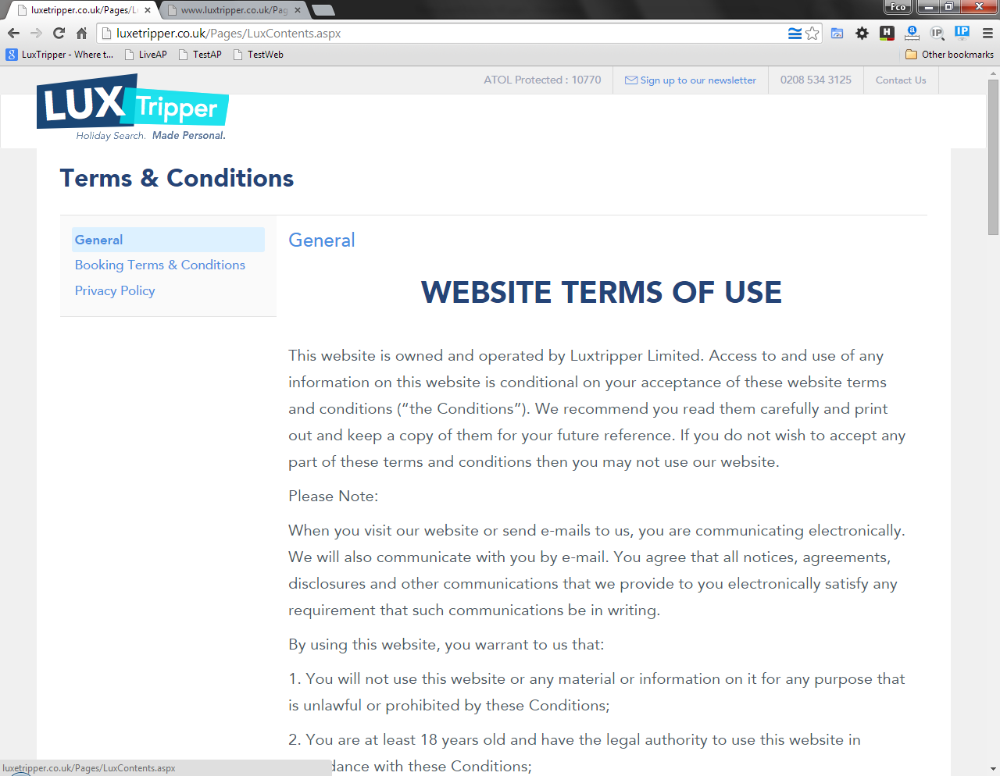 luxetripper.co.uk/Pages/L
www.luxtripper.co.uk/Pag
Fco
luxetripper.co.uk/Pages/LuxContents.aspx
LuxTripper - Where t...
LiveAP
TestAP
TestWeb
Other bookmarks
ATOL Protected : 10770
Sign up to our newsletter
0208 534 3125
Contact Us
LUX Tripper
Holiday Search. Made Personal.
Terms & Conditions
General
Booking Terms & Conditions
Privacy Policy
General
WEBSITE TERMS OF USE
This website is owned and operated by Luxtripper Limited. Access to and use of any
information on this website is conditional on your acceptance of these website terms
and conditions (“the Conditions”). We recommend you read them carefully and print
out and keep a copy of them for your future reference. If you do not wish to accept any
part of these terms and conditions then you may not use our website.
Please Note:
When you visit our website or send e-mails to us, you are communicating electronically.
We will also communicate with you by e-mail. You agree that all notices, agreements,
disclosures and other communications that we provide to you electronically satisfy any
requirement that such communications be in writing.
By using this website, you warrant to us that:
1. You will not use this website or any material or information on it for any purpose that
is unlawful or prohibited by these Conditions;
2. You are at least 18 years old and have the legal authority to use this website in
dance with these Conditions;
luxetripper.co.uk/Pages/LuxContents.aspx